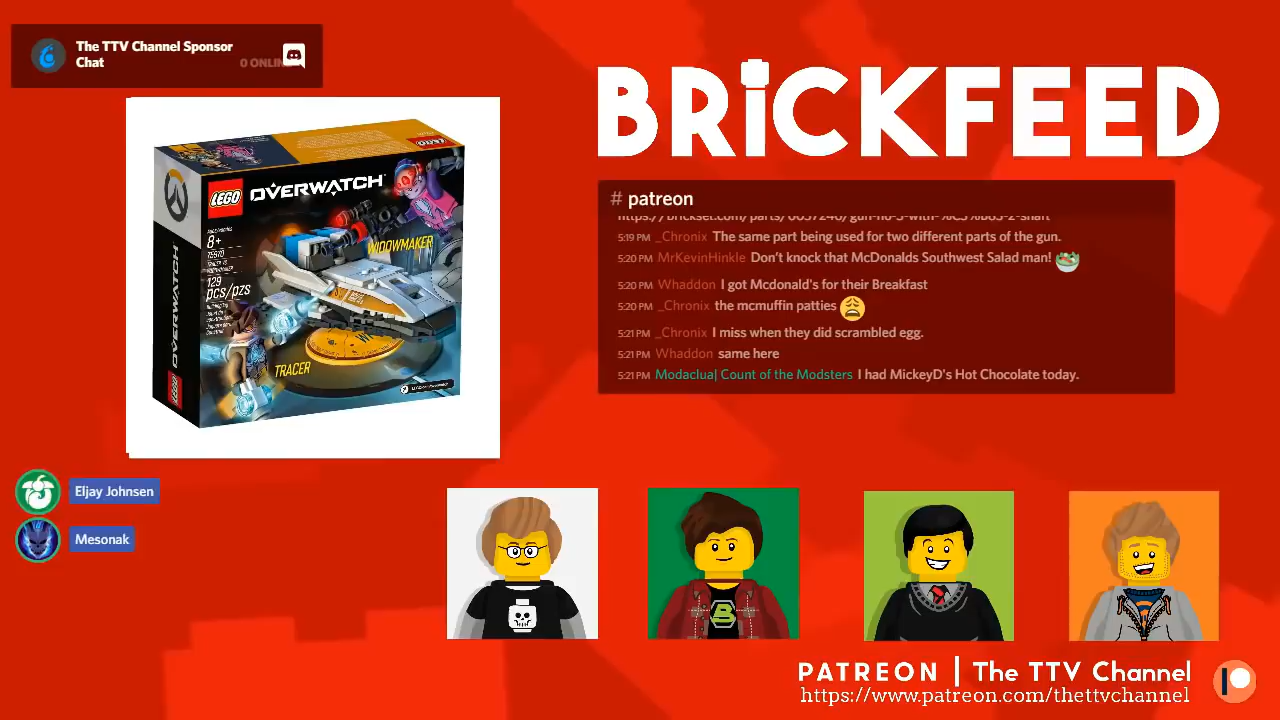 The TTV Channel Sponsor
Chat
0 ONLIN
BRICKFEED
# patreon
5:19 PM _Chronix The same part being used for two different parts of the gun.
5:20 PM MrKevinHinkle Don't knock that McDonalds Southwest Salad man!
5:20 PM Whaddon I got Mcdonald's for their Breakfast
5:20 PM _Chronix the mcmuffin patties
5:21 PM _Chronix I miss when they did scrambled egg.
5:21 PM Whaddon same here
5:21 PM Modaclua| Count of the Modsters I had MickeyD's Hot Chocolate today.
LEGO OVERWATCH
8+
75970
129
pcs/pzs
WIDOWMAKER
TRACER
OVERWATCH
LEGO
Eljay Johnsen
Mesonak
PATREON | The TTV Channel
https://www.patreon.com/thettvchannel